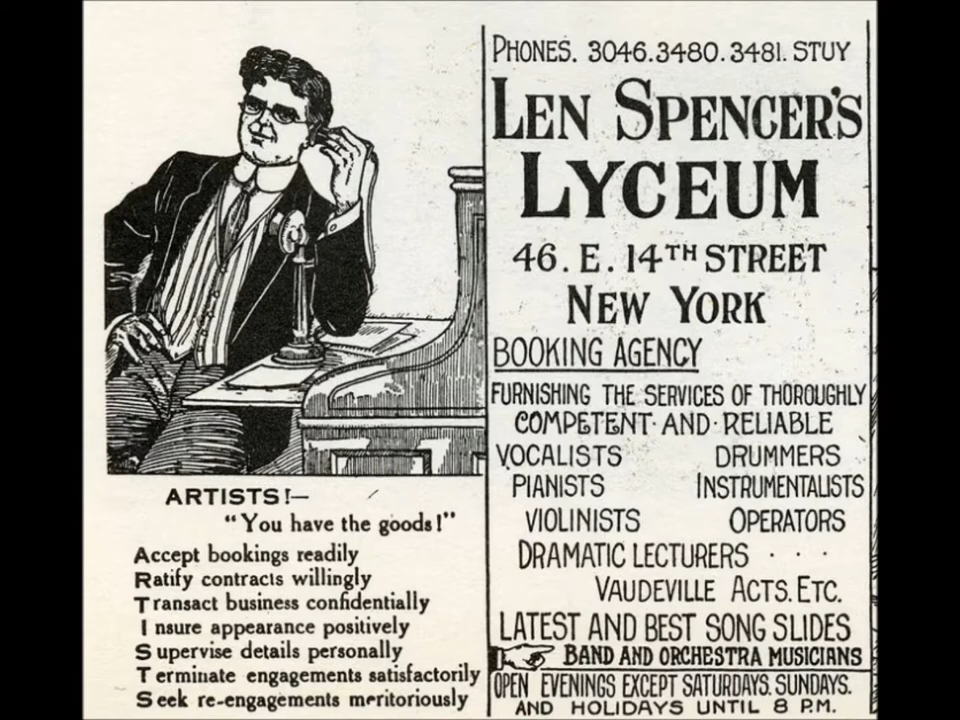 PHONES. 3046.3480.3481. STUY
LEN SPENCER'S
LYCEUM
46. E. 14TH STREET
NEW YORK
BOOKING AGENCY
FURNISHING THE SERVICES OF THOROUGHLY
COMPETENT · AND · RELIABLE
VOCALISTS DRUMMERS
PIANISTS INSTRUMENTALISTS
VIOLINISTS OPERATORS
DRAMATIC LECTURERS · · ·
VAUDEVILLE ACTS. ETC.
LATEST AND BEST SONG SLIDES
BAND AND ORCHESTRA MUSICIANS
OPEN EVENINGS EXCEPT SATURDAYS. SUNDAYS.
AND HOLIDAYS UNTIL 8 P.M.
ARTISTS!—
"You have the goods!"
Accept bookings readily
Ratify contracts willingly
Transact business confidentially
Insure appearance positively
Supervise details personally
Terminate engagements satisfactorily
Seek re-engagements meritoriously